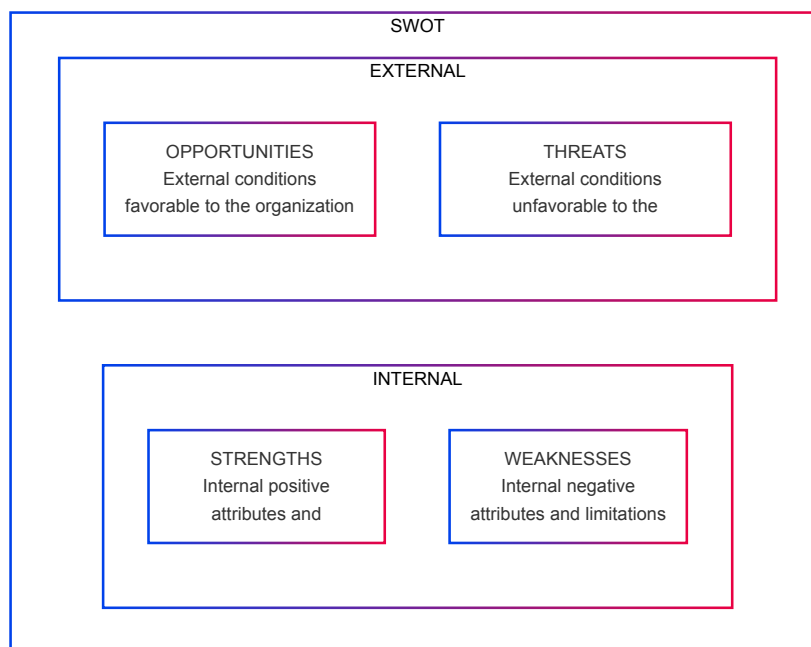 SWOT
EXTERNAL
OPPORTUNITIES
External conditions
favorable to the organization
THREATS
External conditions
unfavorable to the
INTERNAL
STRENGTHS
Internal positive
attributes and
WEAKNESSES
Internal negative
attributes and limitations